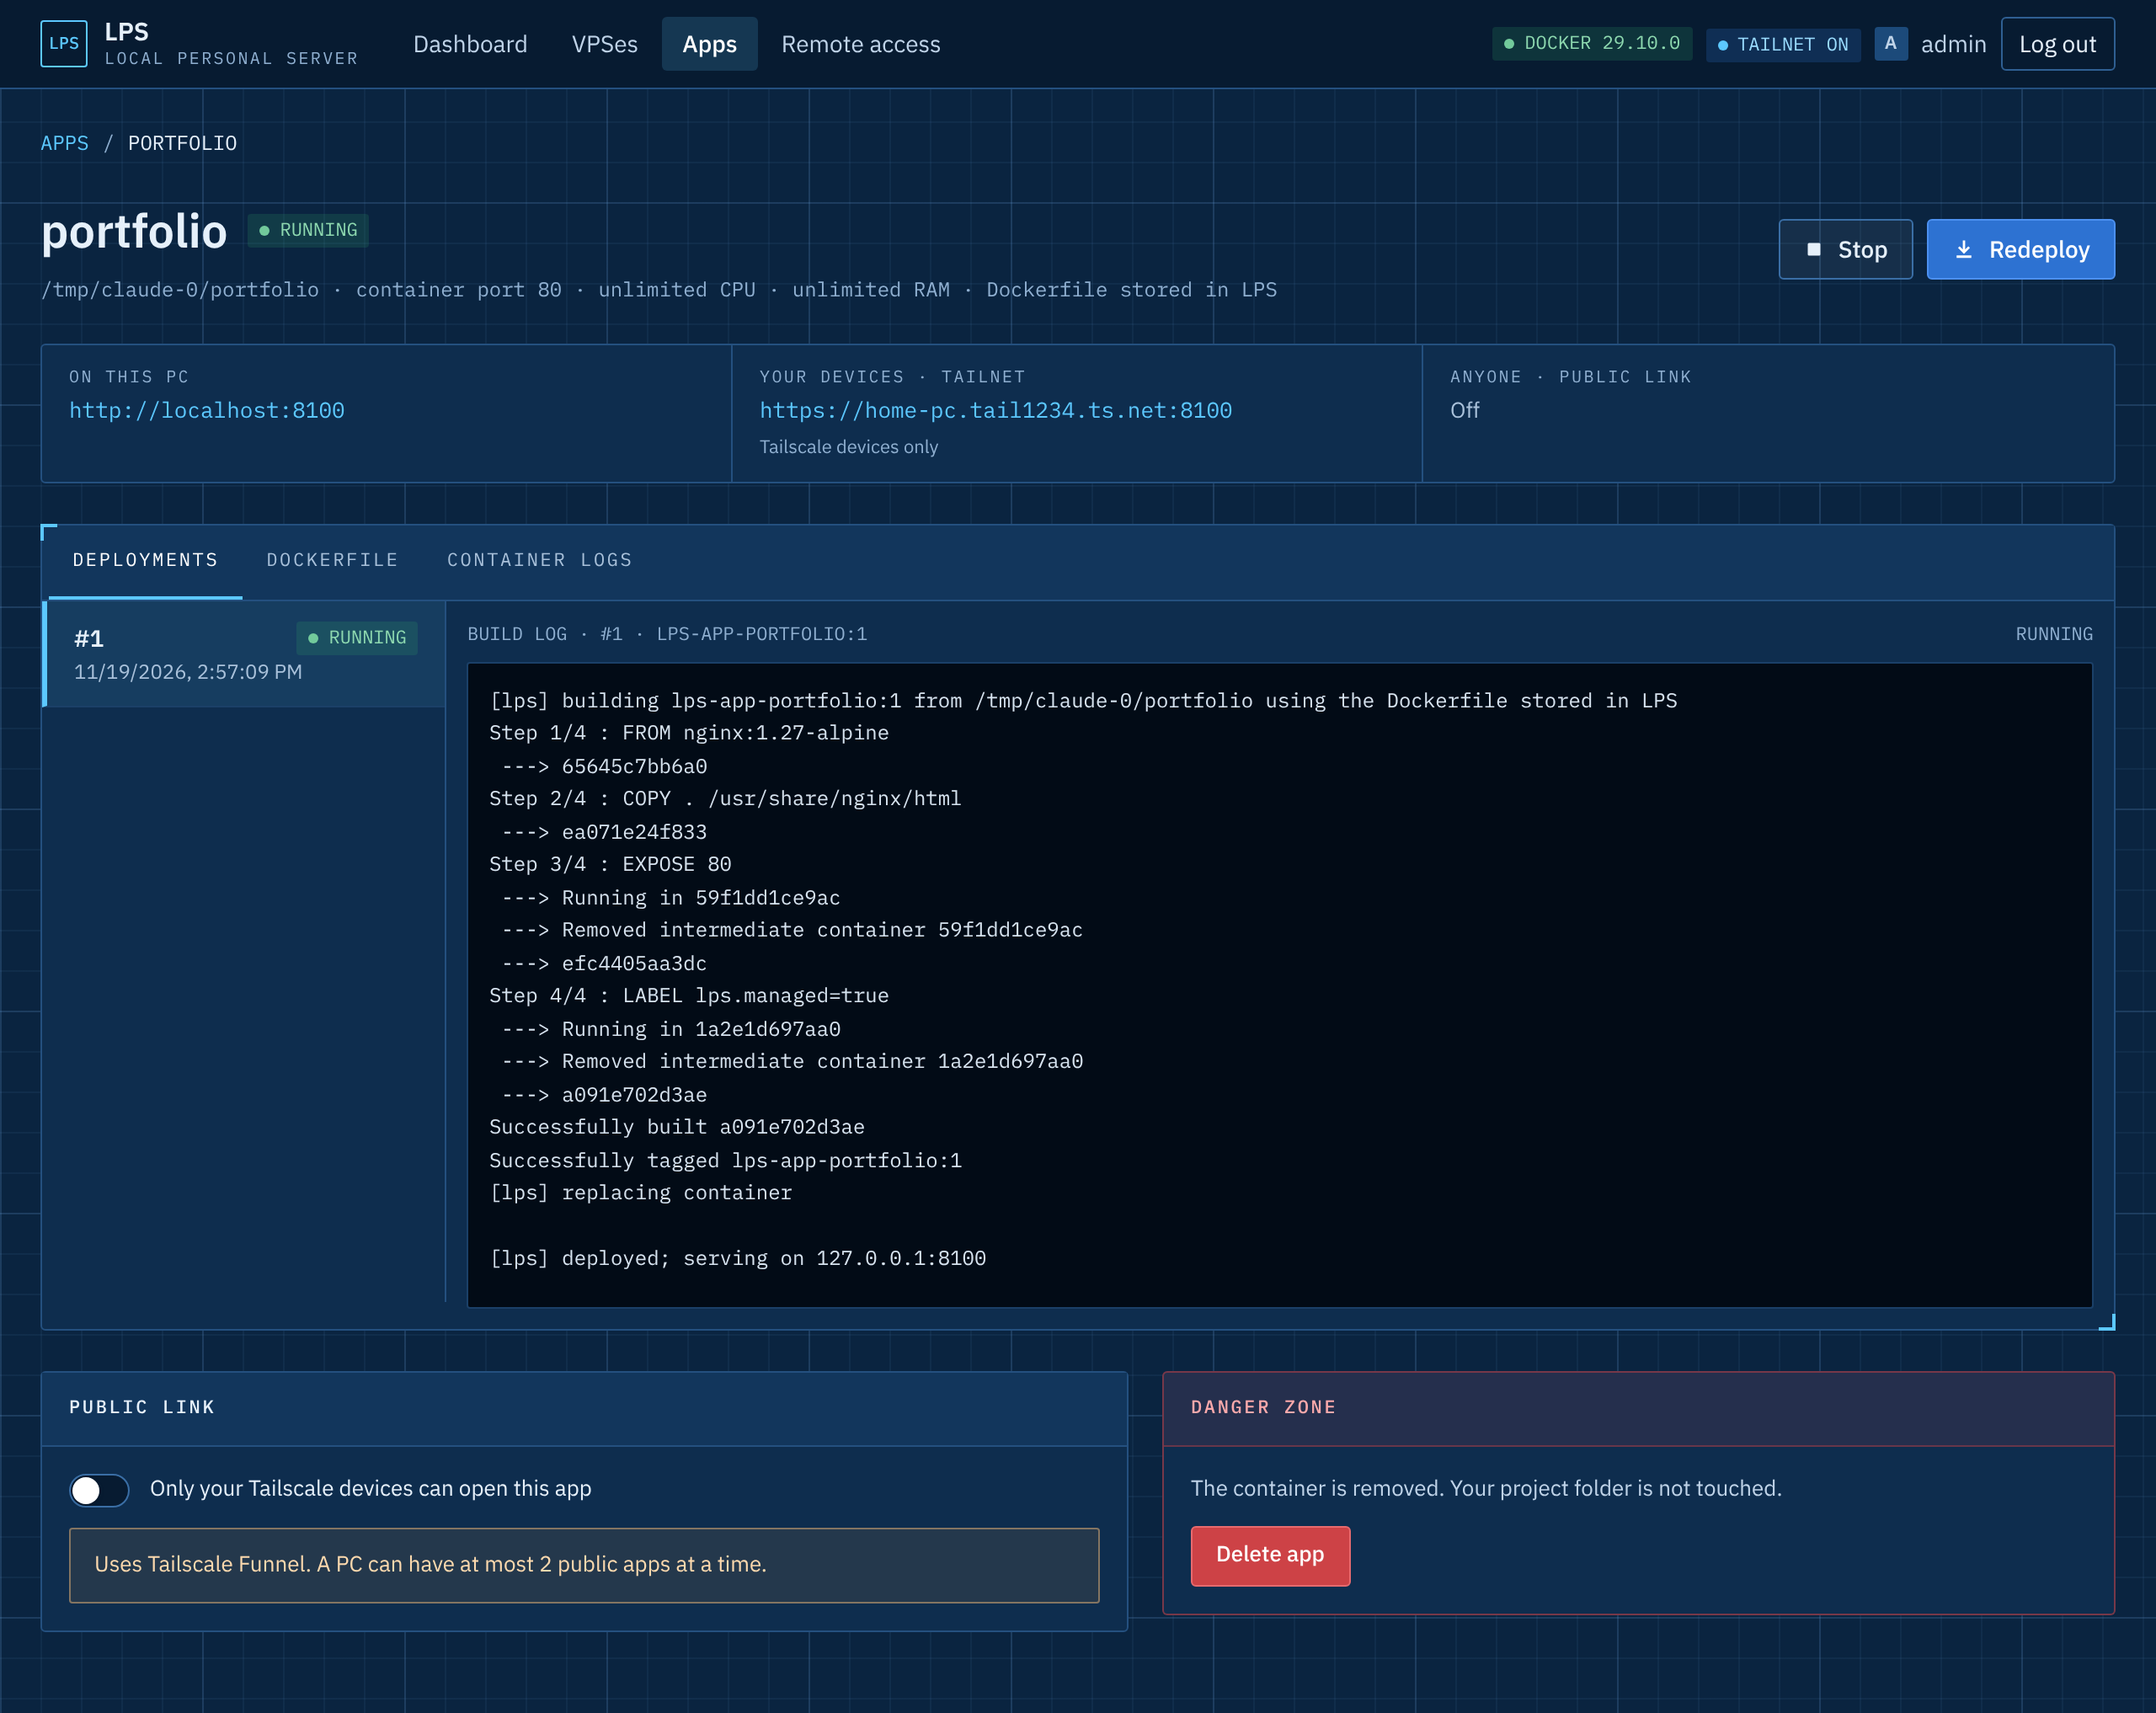 LPS
LPS
LOCAL PERSONAL SERVER
Dashboard
VPSes
Apps
Remote access
DOCKER 29.10.0
TAILNET ON
A
admin
Log out
APPS / PORTFOLIO
portfolio
RUNNING
Stop
Redeploy
/tmp/claude-0/portfolio · container port 80 · unlimited CPU · unlimited RAM · Dockerfile stored in LPS
ON THIS PC
http://localhost:8100
YOUR DEVICES · TAILNET
https://home-pc.tail1234.ts.net:8100
Tailscale devices only
ANYONE · PUBLIC LINK
Off
DEPLOYMENTS
DOCKERFILE
CONTAINER LOGS
#1
RUNNING
11/19/2026, 2:57:09 PM
BUILD LOG · #1 · LPS-APP-PORTFOLIO:1
RUNNING
[lps] building lps-app-portfolio:1 from /tmp/claude-0/portfolio using the Dockerfile stored in LPS
Step 1/4 : FROM nginx:1.27-alpine
---> 65645c7bb6a0
Step 2/4 : COPY . /usr/share/nginx/html
---> ea071e24f833
Step 3/4 : EXPOSE 80
---> Running in 59f1dd1ce9ac
---> Removed intermediate container 59f1dd1ce9ac
---> efc4405aa3dc
Step 4/4 : LABEL lps.managed=true
---> Running in 1a2e1d697aa0
---> Removed intermediate container 1a2e1d697aa0
---> a091e702d3ae
Successfully built a091e702d3ae
Successfully tagged lps-app-portfolio:1
[lps] replacing container
[lps] deployed; serving on 127.0.0.1:8100
PUBLIC LINK
Only your Tailscale devices can open this app
Uses Tailscale Funnel. A PC can have at most 2 public apps at a time.
DANGER ZONE
The container is removed. Your project folder is not touched.
Delete app